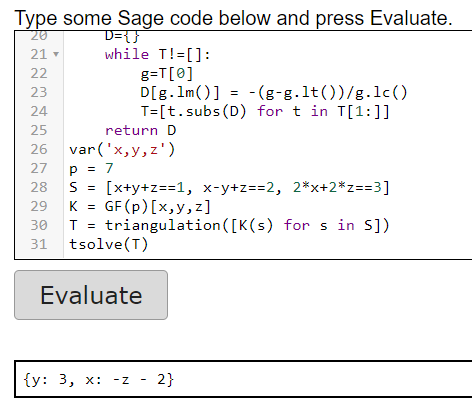 Type some Sage code below and press Evaluate.
20 D={}
21 while T!=[]:
22 g=T[0]
23 D[g.lm()] = -(g-g.lt())/g.lc()
24 T=[t.subs(D) for t in T[1:]]
25 return D
26 var('x,y,z')
27 p = 7
28 S = [x+y+z==1, x-y+z==2, 2*x+2*z==3]
29 K = GF(p)[x,y,z]
30 T = triangulation([K(s) for s in S])
31 tsolve(T)
Evaluate
{y: 3, x: -z - 2}